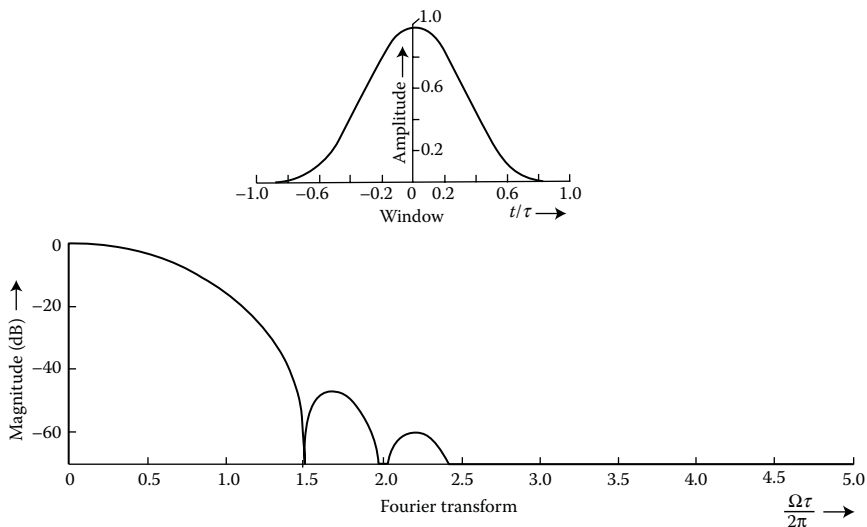 1.0
0.6
0.2
Amplitude
−1.0 −0.6 −0.2 0 0.2 0.6 1.0
Window
t/τ
0
−20
−40
−60
Magnitude (dB)
0 0.5 1.0 1.5 2.0 2.5 3.0 3.5 4.0 4.5 5.0
Fourier transform
Ωτ
2π